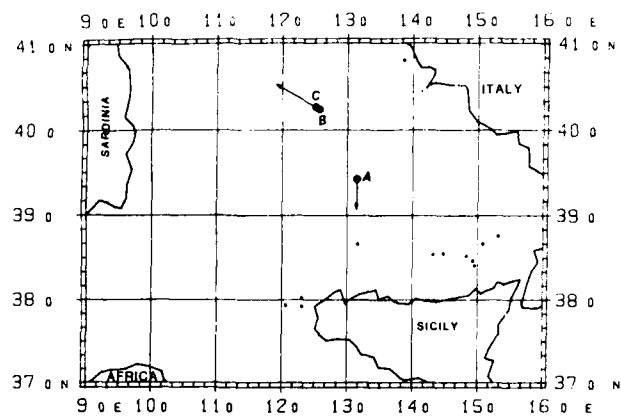 9 0 E 10 0 11 0 12 0 13 0 14 0 15 0 16 0 E
41 0 N 41 0 N
SARDINIA
ITALY
C
B
40 0 40 0
A
39 0 39 0
38 0 38 0
SICILY
AFRICA
37 0 N 37 0 N
9 0 E 10 0 11 0 12 0 13 0 14 0 15 0 16 0 E